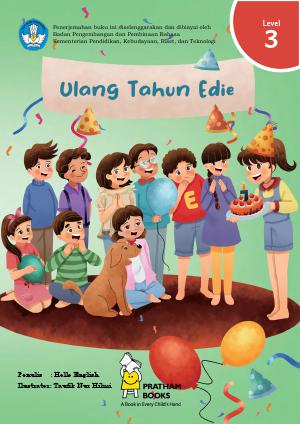 Penerjemahan buku ini diselenggarakan dan dibiayai oleh
Badan Pengembangan dan Pembinaan Bahasa
Kementerian Pendidikan, Kebudayaan, Riset, dan Teknologi
Level
3
Ulang Tahun Edie
E
Penulis : Helle English
Ilustrator: Taufik Nur Hilmi
PRATHAM
BOOKS
A Book in Every Child's Hand